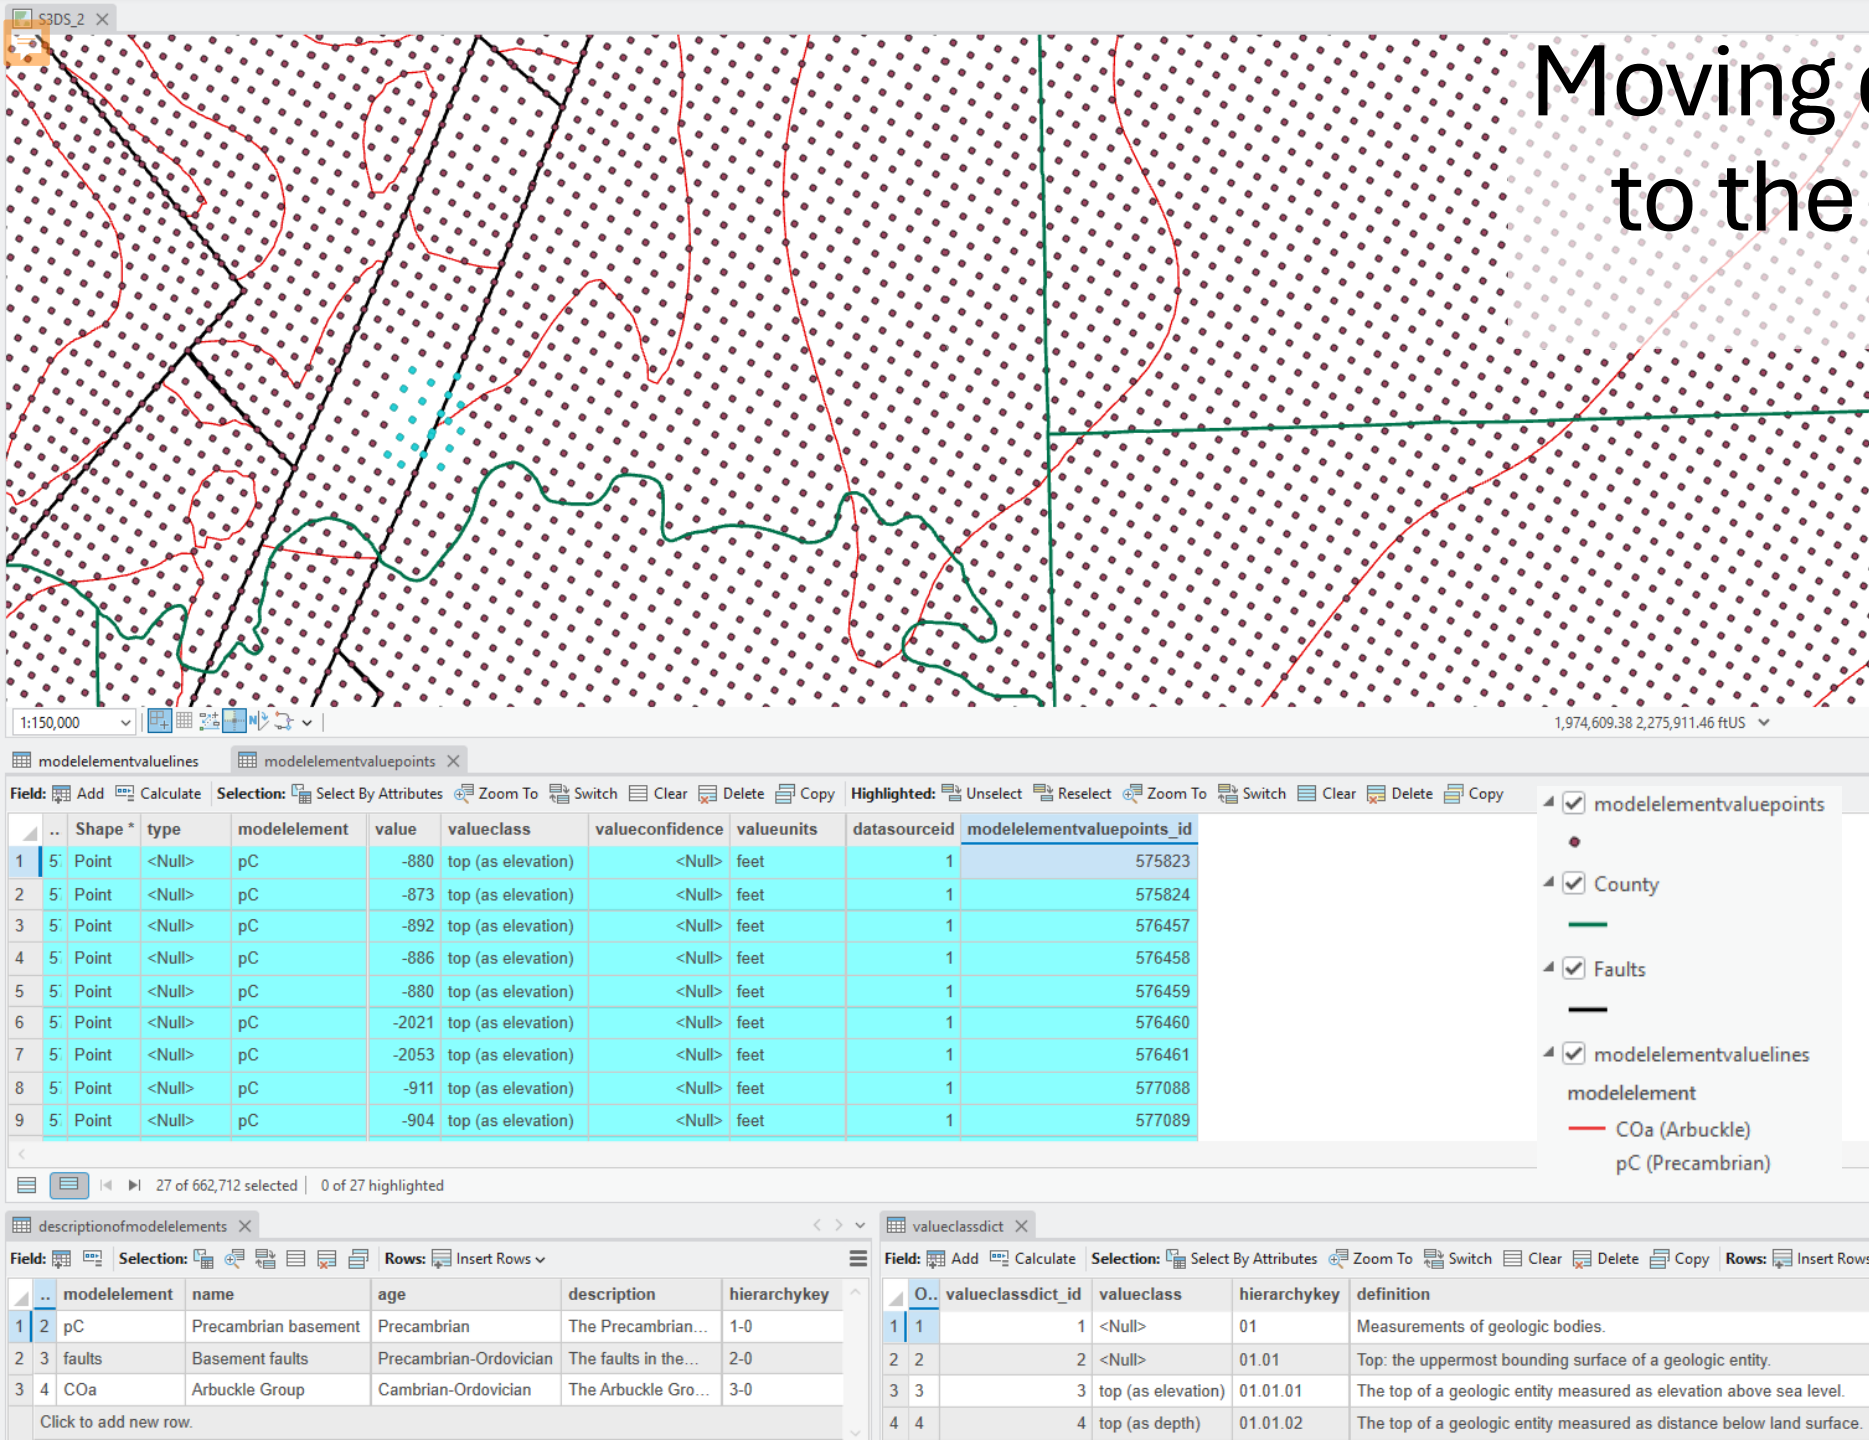 S3DS_2
Moving
to the
1:150,000
1,974,609.38 2,275,911.46 ftUS
modelelementvaluelines modelelementvaluepoints
Field: Add Calculate Selection: Select By Attributes Zoom To Switch Clear Delete Copy Highlighted: Unselect Reselect Zoom To Switch Clear Delete Copy
.. Shape * type modelelement value valueclass valueconfidence valueunits datasourceid modelelementvaluepoints_id
1 5 Point <Null> pC -880 top (as elevation) <Null> feet 1 575823
2 5 Point <Null> pC -873 top (as elevation) <Null> feet 1 575824
3 5 Point <Null> pC -892 top (as elevation) <Null> feet 1 576457
4 5 Point <Null> pC -886 top (as elevation) <Null> feet 1 576458
5 5 Point <Null> pC -880 top (as elevation) <Null> feet 1 576459
6 5 Point <Null> pC -2021 top (as elevation) <Null> feet 1 576460
7 5 Point <Null> pC -2053 top (as elevation) <Null> feet 1 576461
8 5 Point <Null> pC -911 top (as elevation) <Null> feet 1 577088
9 5 Point <Null> pC -904 top (as elevation) <Null> feet 1 577089
27 of 662,712 selected 0 of 27 highlighted
modelelementvaluepoints
County
Faults
modelelementvaluelines
modelelement
COa (Arbuckle)
pC (Precambrian)
descriptionofmodelelements
Field: Selection: Rows: Insert Rows
.. modelelement name age description hierarchykey
1 2 pC Precambrian basement Precambrian The Precambrian... 1-0
2 3 faults Basement faults Precambrian-Ordovician The faults in the... 2-0
3 4 COa Arbuckle Group Cambrian-Ordovician The Arbuckle Gro... 3-0
Click to add new row.
valueclassdict
Field: Add Calculate Selection: Select By Attributes Zoom To Switch Clear Delete Copy Rows: Insert Rows
O.. valueclassdict_id valueclass hierarchykey definition
1 1 1 <Null> 01 Measurements of geologic bodies.
2 2 2 <Null> 01.01 Top: the uppermost bounding surface of a geologic entity.
3 3 3 top (as elevation) 01.01.01 The top of a geologic entity measured as elevation above sea level.
4 4 4 top (as depth) 01.01.02 The top of a geologic entity measured as distance below land surface.